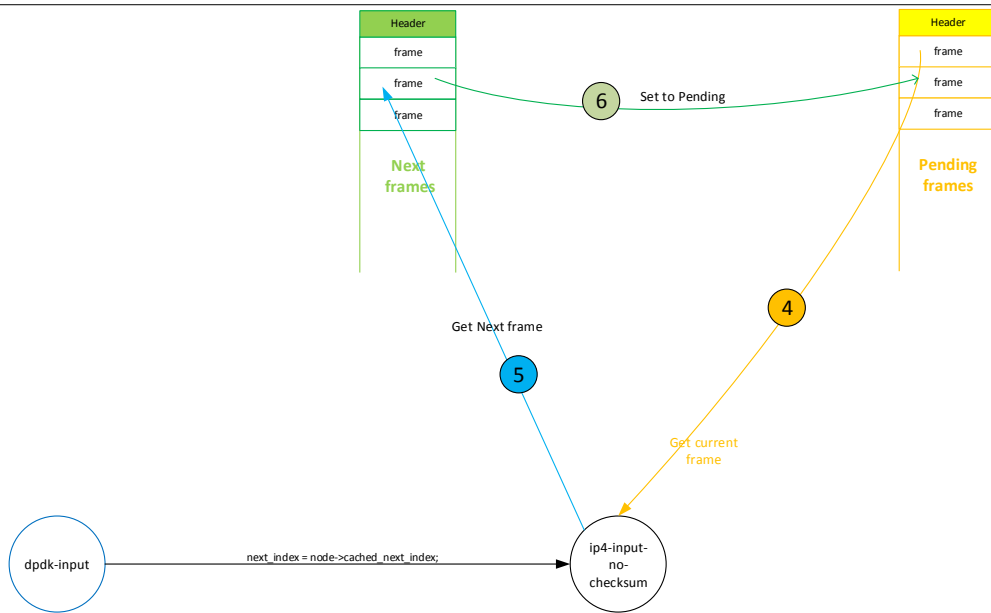 Header
frame
frame
frame
Next
frames
Header
frame
frame
frame
Pending
frames
6
Set to Pending
4
Get Next frame
5
Get current
frame
dpdk-input
next_index = node->cached_next_index;
ip4-input-
no-
checksum